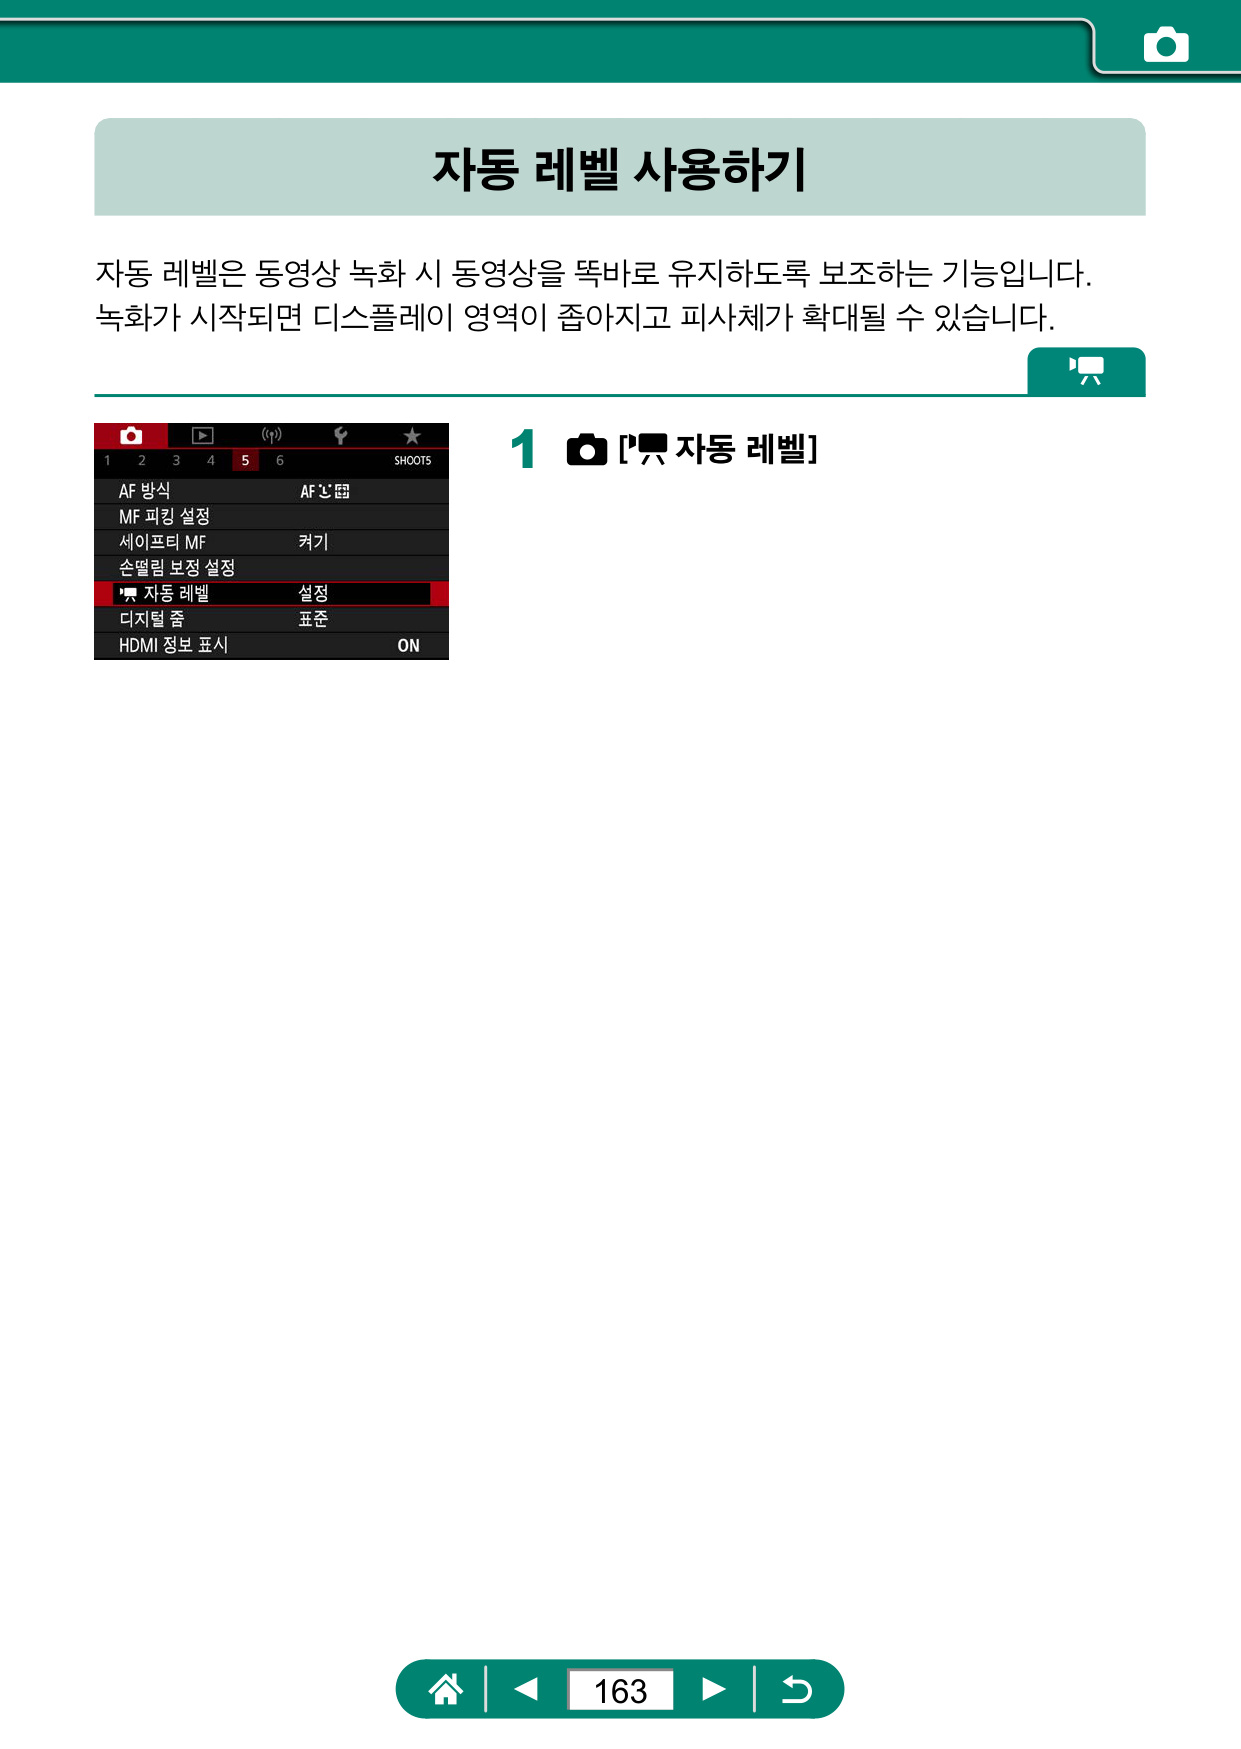 자동 레벨 사용하기
자동 레벨은 동영상 녹화 시 동영상을 똑바로 유지하도록 보조하는 기능입니다.
녹화가 시작되면 디스플레이 영역이 좁아지고 피사체가 확대될 수 있습니다.
1 2 3 4 5 6 SHOOT5
AF 방식 AF
MF 피킹 설정
세이프티 MF 켜기
손떨림 보정 설정
자동 레벨 설정
디지털 줌 표준
HDMI 정보 표시 ON
1 [자동 레벨]
163